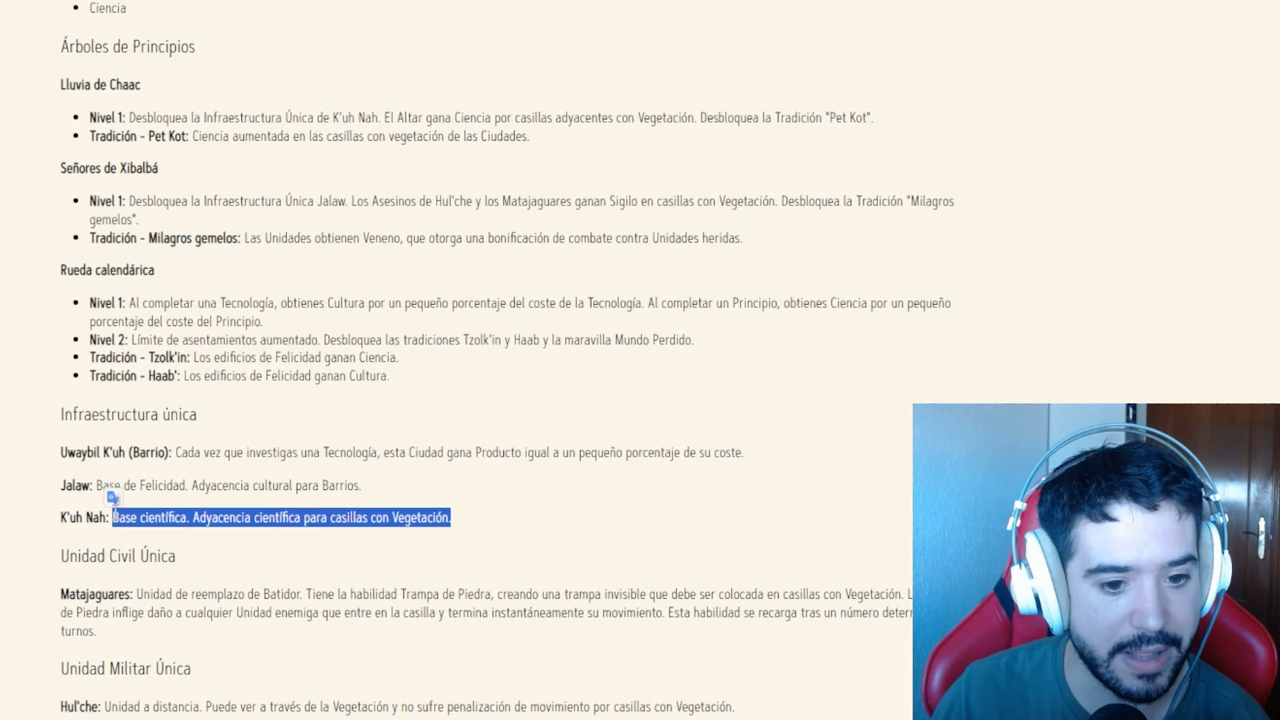 Ciencia
Árboles de Principios
Lluvia de Chaac
Nivel 1: Desbloquea la Infraestructura Única de K'uh Nah. El Altar gana Ciencia por casillas adyacentes con Vegetación. Desbloquea la Tradición "Pet Kot".
Tradición - Pet Kot: Ciencia aumentada en las casillas con vegetación de las Ciudades.
Señores de Xibalbá
Nivel 1: Desbloquea la Infraestructura Única Jalaw. Los Asesinos de Hul'che y los Matajaguares ganan Sigilo en casillas con Vegetación. Desbloquea la Tradición "Milagros
gemelos".
Tradición - Milagros gemelos: Las Unidades obtienen Veneno, que otorga una bonificación de combate contra Unidades heridas.
Rueda calendárica
Nivel 1: Al completar una Tecnología, obtienes Cultura por un pequeño porcentaje del coste de la Tecnología. Al completar un Principio, obtienes Ciencia por un pequeño
porcentaje del coste del Principio.
Nivel 2: Límite de asentamientos aumentado. Desbloquea las tradiciones Tzolk'in y Haab y la maravilla Mundo Perdido.
Tradición - Tzolk'in: Los edificios de Felicidad ganan Ciencia.
Tradición - Haab': Los edificios de Felicidad ganan Cultura.
Infraestructura única
Uwaybil K'uh (Barrio): Cada vez que investigas una Tecnología, esta Ciudad gana Producto igual a un pequeño porcentaje de su coste.
Jalaw: Base de Felicidad. Adyacencia cultural para Barrios.
K'uh Nah: Base científica. Adyacencia científica para casillas con Vegetación.
Unidad Civil Única
Matajaguares: Unidad de reemplazo de Batidor. Tiene la habilidad Trampa de Piedra, creando una trampa invisible que debe ser colocada en casillas con Vegetación.
de Piedra inflige daño a cualquier Unidad enemiga que entre en la casilla y termina instantáneamente su movimiento. Esta habilidad se recarga tras un número
turnos.
Unidad Militar Única
Hul'che: Unidad a distancia. Puede ver a través de la Vegetación y no sufre penalización de movimiento por casillas con Vegetación.